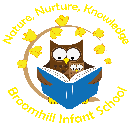 Nature, Nurture, Knowledge
Broomhill Infant School